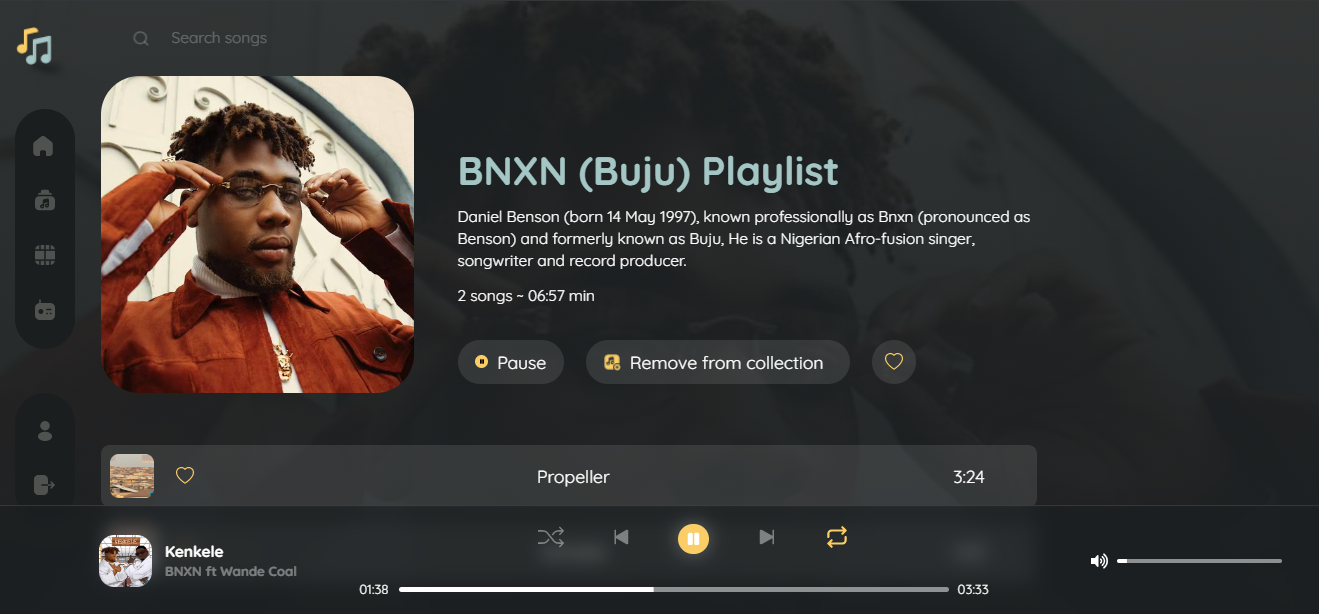 Search songs
BNXN (Buju) Playlist
Daniel Benson (born 14 May 1997), known professionally as Bnxn (pronounced as
Benson) and formerly known as Buju, He is a Nigerian Afro-fusion singer,
songwriter and record producer.
2 songs ~ 06:57 min
Pause
Remove from collection
Propeller
3:24
Kenkele
BNXN ft Wande Coal
01:38
03:33